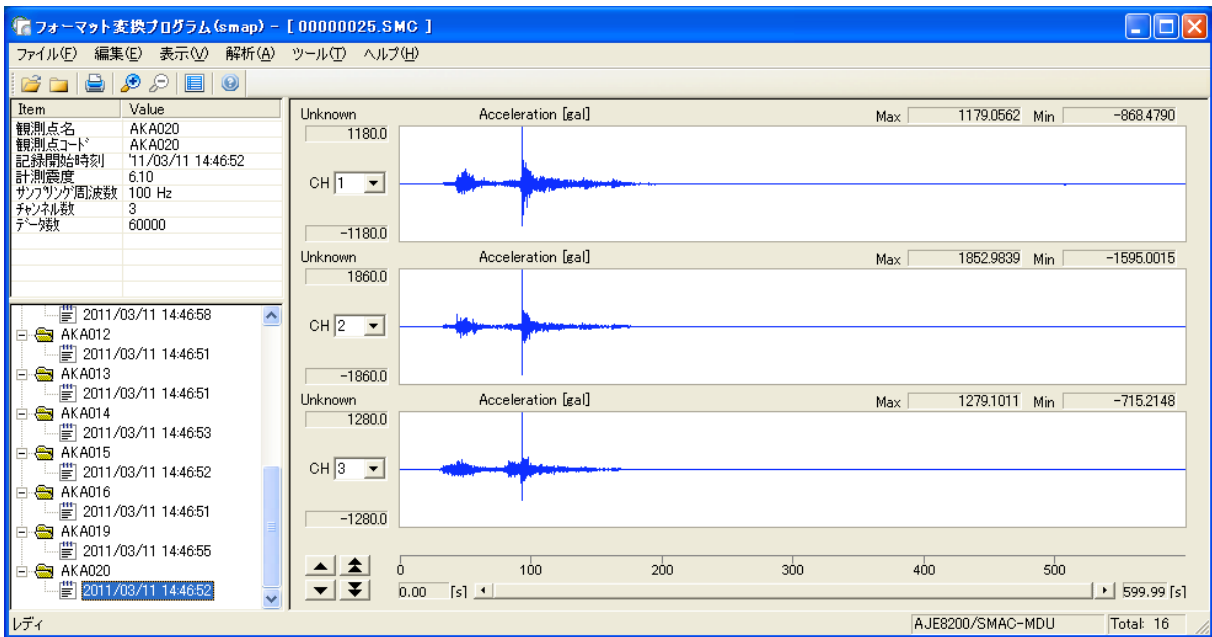 フォーマット変換プログラム(smap) - [ 00000025.SMC ]
ファイル(F) 編集(E) 表示(V) 解析(A) ツール(T) ヘルプ(H)
Item Value
観測点名 AKA020
観測点コード AKA020
記録開始時刻 '11/03/11 14:46:52
計測震度 6.10
サンプリング周波数 100 Hz
チャンネル数 3
データ数 60000
2011/03/11 14:46:58
AKA012
2011/03/11 14:46:51
AKA013
2011/03/11 14:46:51
AKA014
2011/03/11 14:46:53
AKA015
2011/03/11 14:46:52
AKA016
2011/03/11 14:46:51
AKA019
2011/03/11 14:46:55
AKA020
2011/03/11 14:46:52
Unknown Acceleration [gal] Max 1179.0562 Min -868.4790
1180.0
CH 1
-1180.0
Unknown Acceleration [gal] Max 1852.9839 Min -1595.0015
1860.0
CH 2
-1860.0
Unknown Acceleration [gal] Max 1279.1011 Min -715.2148
1280.0
CH 3
-1280.0
0 100 200 300 400 500
0.00 [s] 599.99 [s]
レディ AJE8200/SMAC-MDU Total: 16